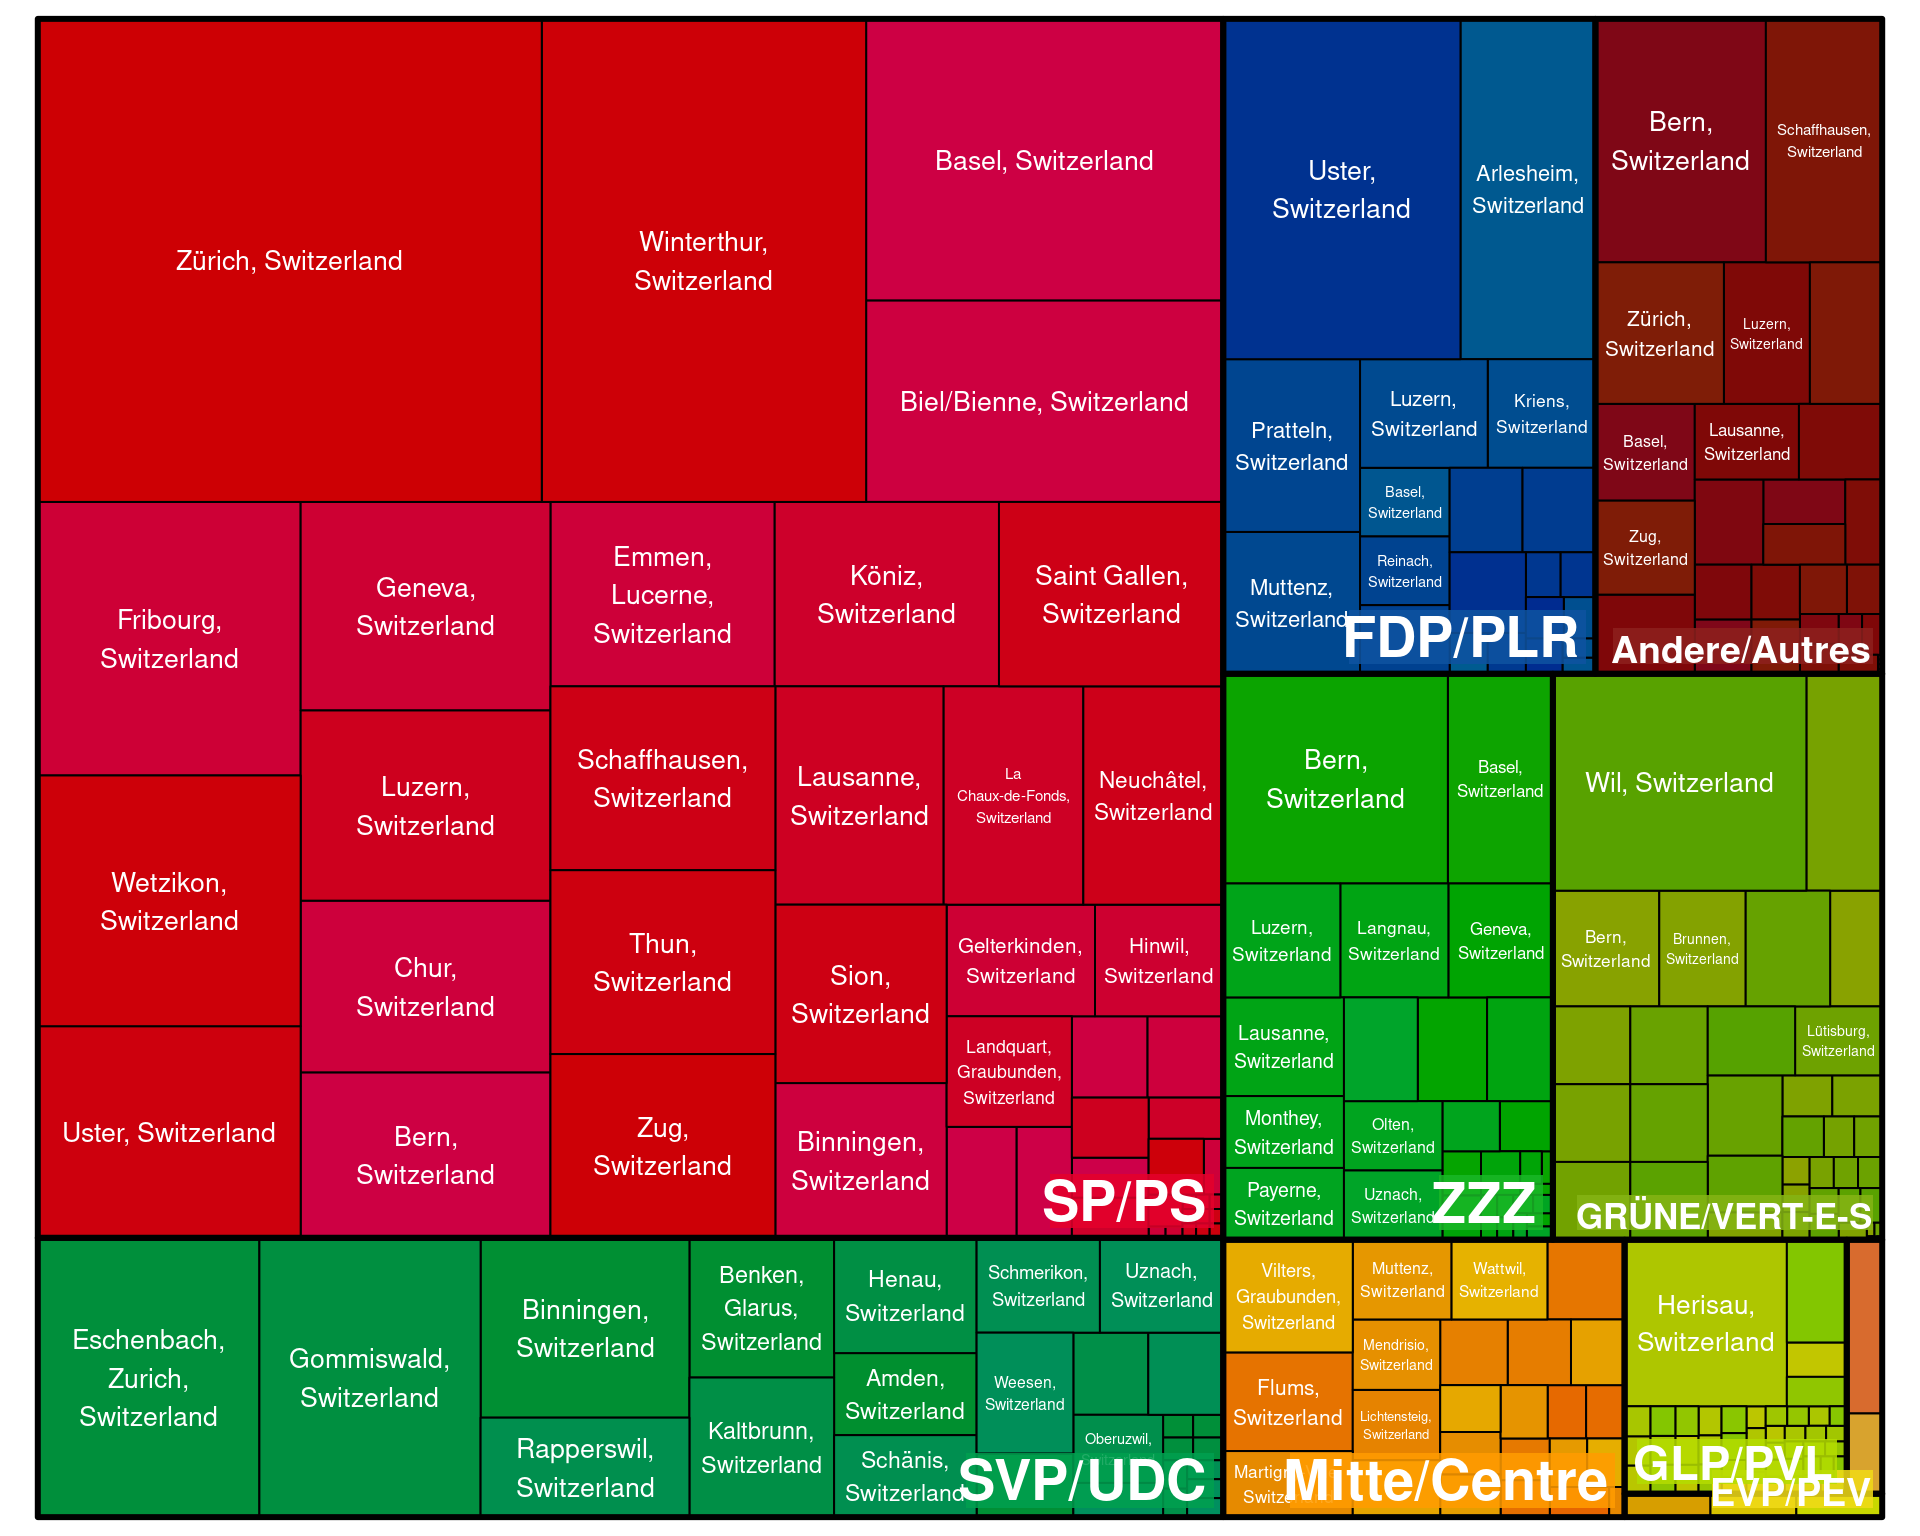 Zürich, Switzerland
Winterthur,
Switzerland
Basel, Switzerland
Biel/Bienne, Switzerland
Fribourg,
Switzerland
Geneva,
Switzerland
Emmen,
Lucerne,
Switzerland
Köniz,
Switzerland
Saint Gallen,
Switzerland
Wetzikon,
Switzerland
Luzern,
Switzerland
Schaffhausen,
Switzerland
Lausanne,
Switzerland
La
Chaux-de-Fonds,
Switzerland
Neuchâtel,
Switzerland
Uster, Switzerland
Chur,
Switzerland
Thun,
Switzerland
Sion,
Switzerland
Gelterkinden,
Switzerland
Hinwil,
Switzerland
Landquart,
Graubunden,
Switzerland
Bern,
Switzerland
Zug,
Switzerland
Binningen,
Switzerland
SP/PS
Uster,
Switzerland
Arlesheim,
Switzerland
Pratteln,
Switzerland
Luzern,
Switzerland
Kriens,
Switzerland
Basel,
Switzerland
Reinach,
Switzerland
Muttenz,
Switzerland
FDP/PLR
Bern,
Switzerland
Schaffhausen,
Switzerland
Zürich,
Switzerland
Luzern,
Switzerland
Basel,
Switzerland
Lausanne,
Switzerland
Zug,
Switzerland
Andere/Autres
Bern,
Switzerland
Basel,
Switzerland
Luzern,
Switzerland
Langnau,
Switzerland
Geneva,
Switzerland
Lausanne,
Switzerland
Monthey,
Switzerland
Olten,
Switzerland
Payerne,
Switzerland
Uznach,
Switzerland
ZZZ
Wil, Switzerland
Bern,
Switzerland
Brunnen,
Switzerland
Lütisburg,
Switzerland
GRÜNE/VERT-E-S
Eschenbach,
Zurich,
Switzerland
Gommiswald,
Switzerland
Binningen,
Switzerland
Rapperswil,
Switzerland
Benken,
Glarus,
Switzerland
Kaltbrunn,
Switzerland
Henau,
Switzerland
Amden,
Switzerland
Schänis,
Switzerland
Schmerikon,
Switzerland
Uznach,
Switzerland
Weesen,
Switzerland
Oberuzwil,
SVP/UDC
Vilters,
Graubunden,
Switzerland
Muttenz,
Switzerland
Wattwil,
Switzerland
Mendrisio,
Switzerland
Flums,
Switzerland
Lichtensteig,
Switzerland
Mitte/Centre
Herisau,
Switzerland
GLP/PVL
EVP/PEV